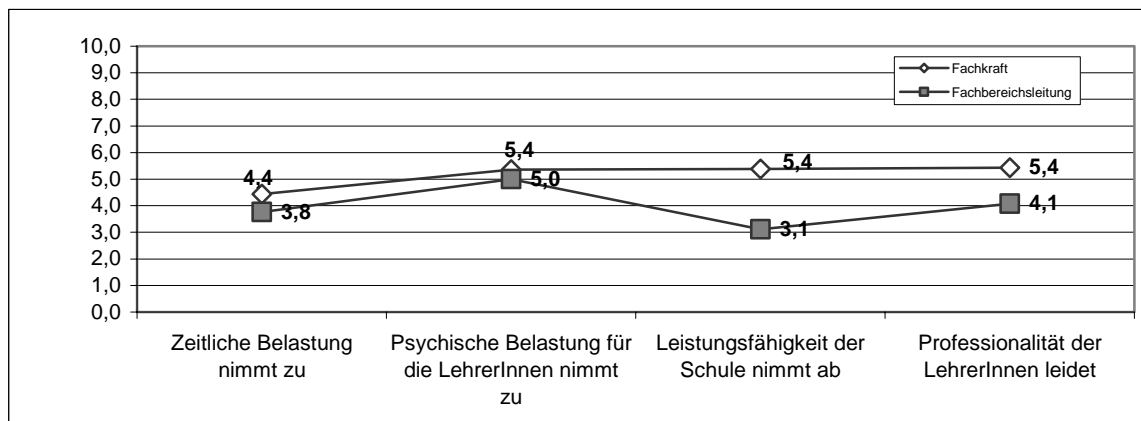 10,0
9,0
8,0
7,0
6,0
5,0
4,0
3,0
2,0
1,0
0,0
Fachkraft
Fachbereichsleitung
4,4
5,4
5,4
5,4
3,8
5,0
3,1
4,1
Zeitliche Belastung
nimmt zu
Psychische Belastung für
die LehrerInnen nimmt
zu
Leistungsfähigkeit der
Schule nimmt ab
Professionalität der
LehrerInnen leidet